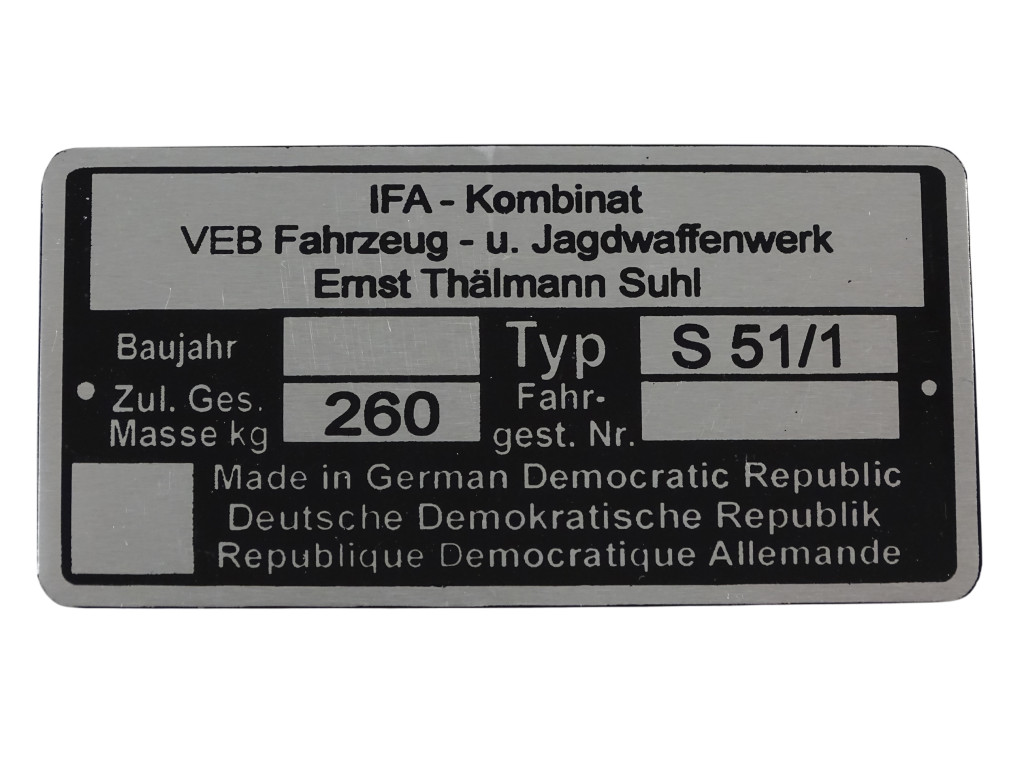 IFA - Kombinat
VEB Fahrzeug - u. Jagdwaffenwerk
Ernst Thälmann Suhl
Baujahr
Typ S 51/1
Zul. Ges.
Masse kg 260
Fahr-
gest. Nr.
Made in German Democratic Republic
Deutsche Demokratische Republik
Republique Democratique Allemande